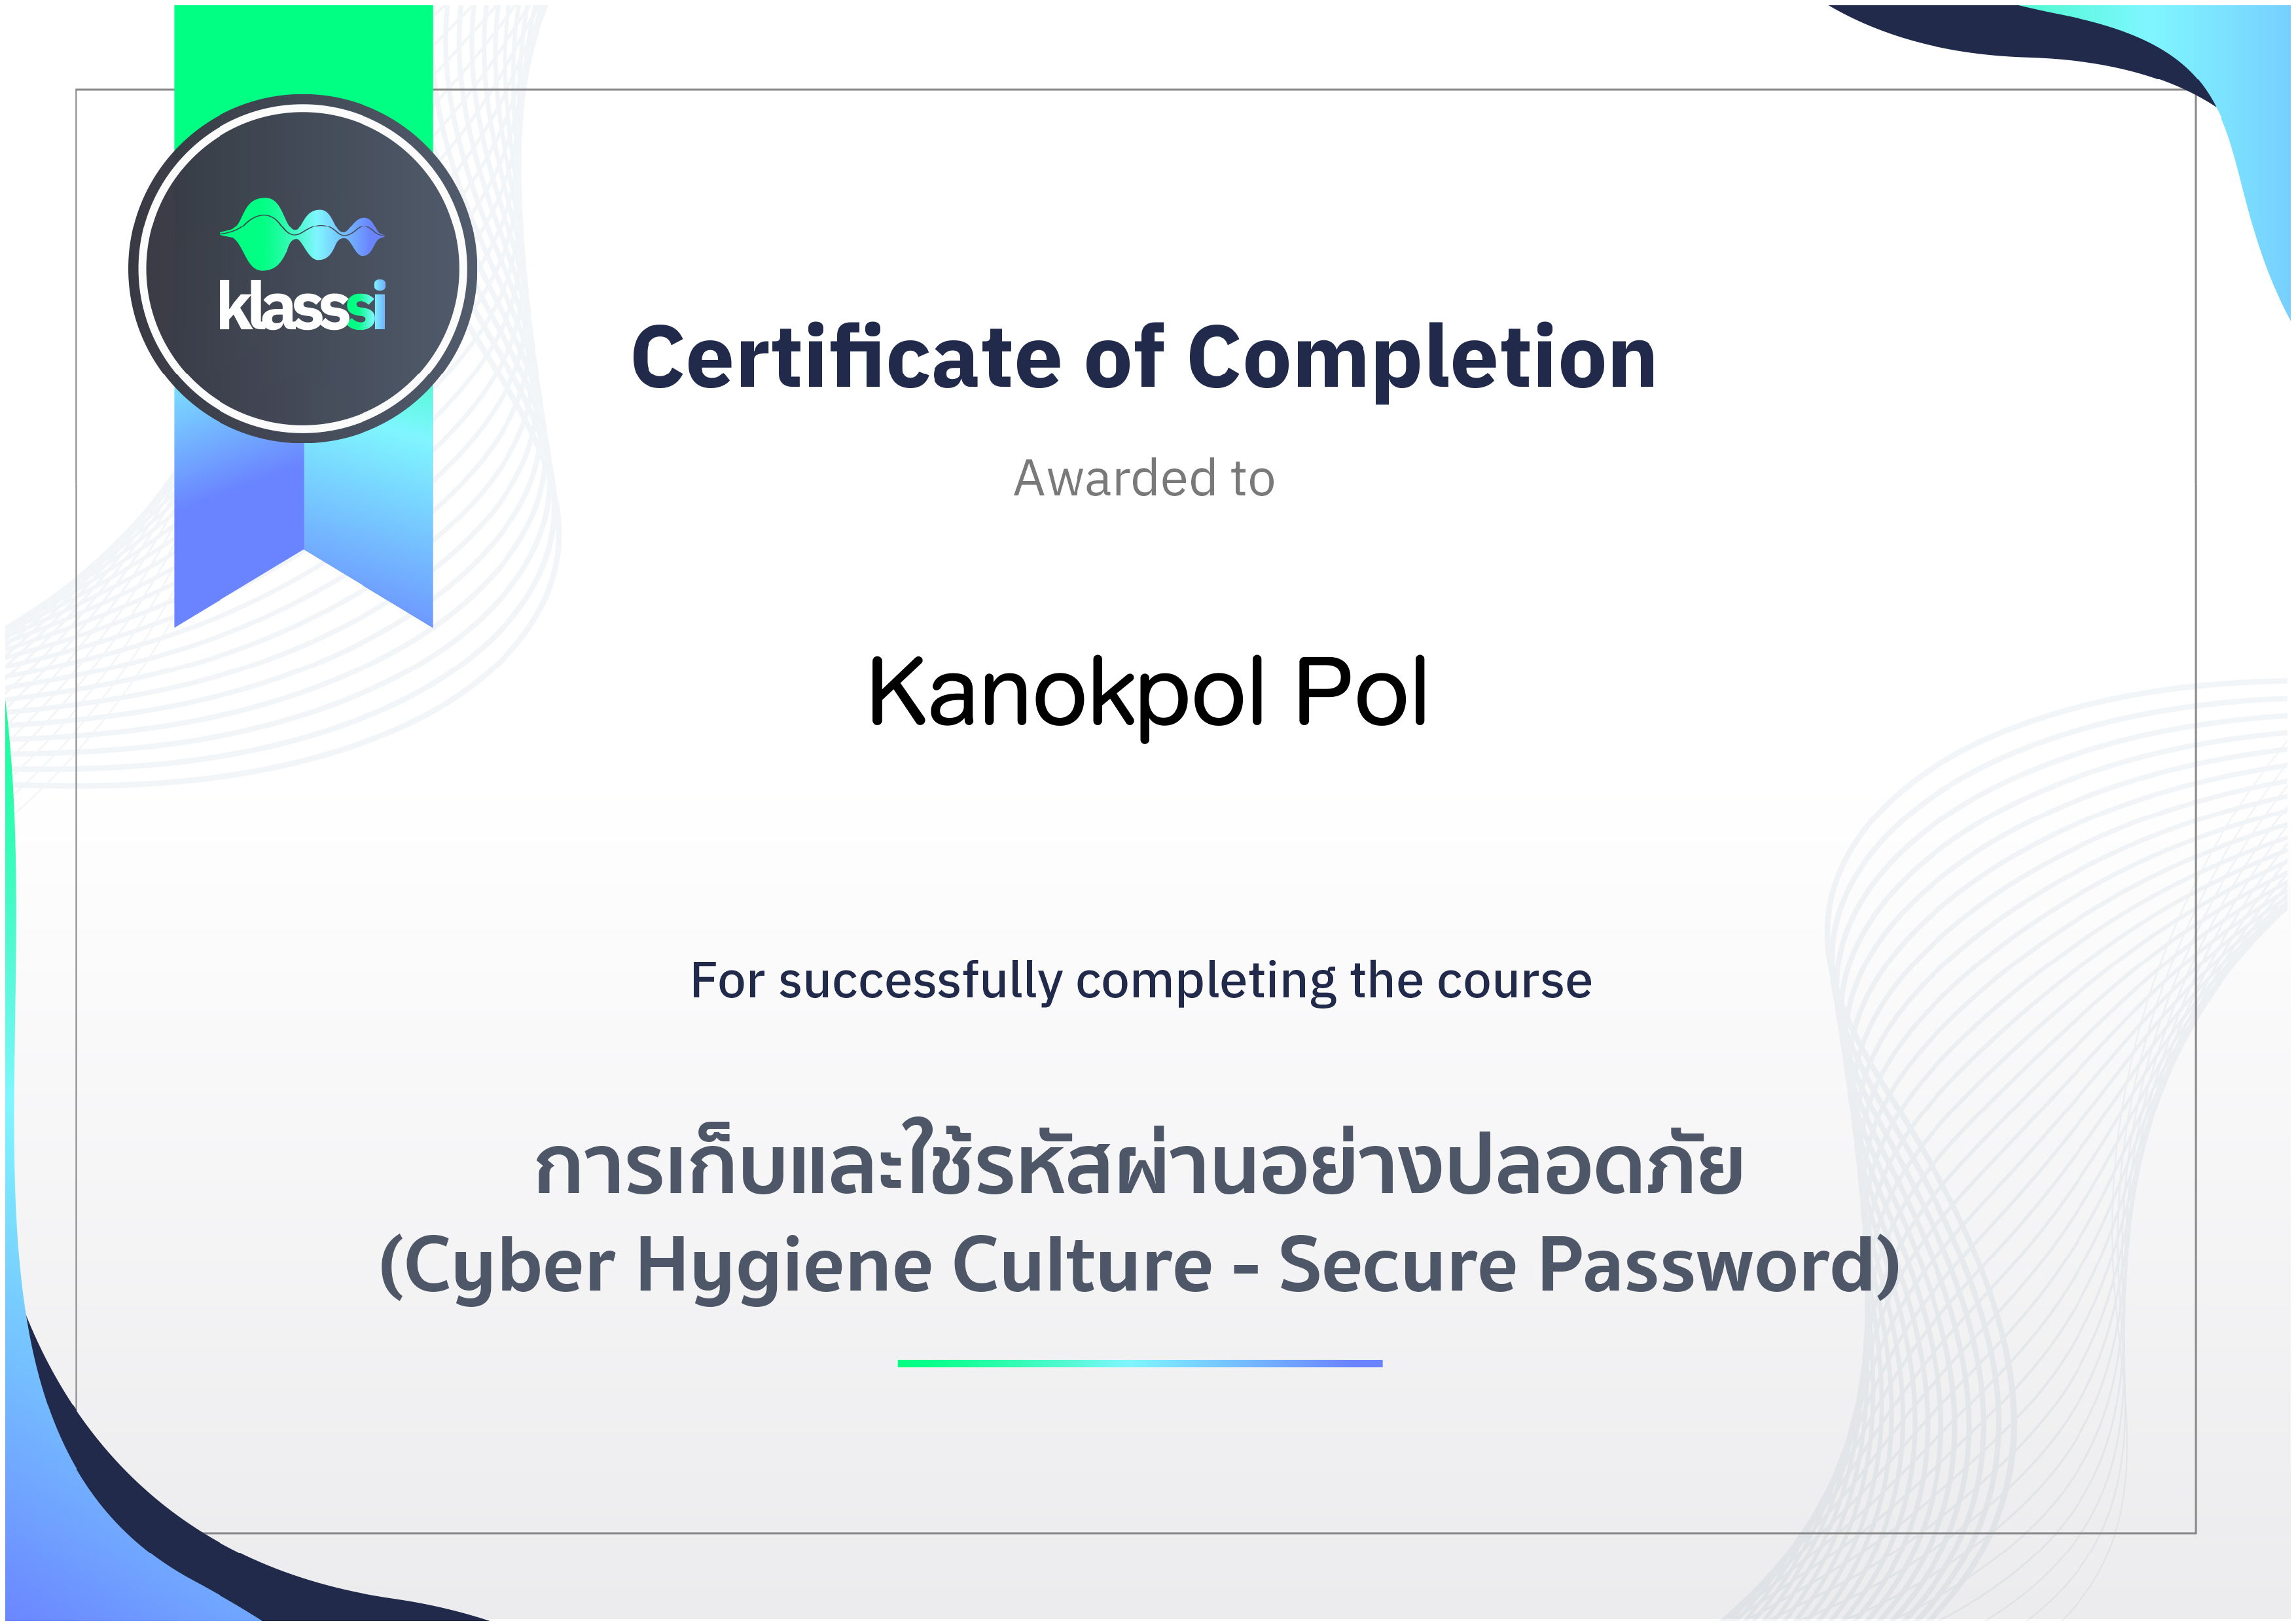 klasssi
Certificate of Completion
Awarded to
Kanokpol Pol
For successfully completing the course
การเก็บและใช้รหัสผ่านอย่างปลอดภัย
(Cyber Hygiene Culture - Secure Password)